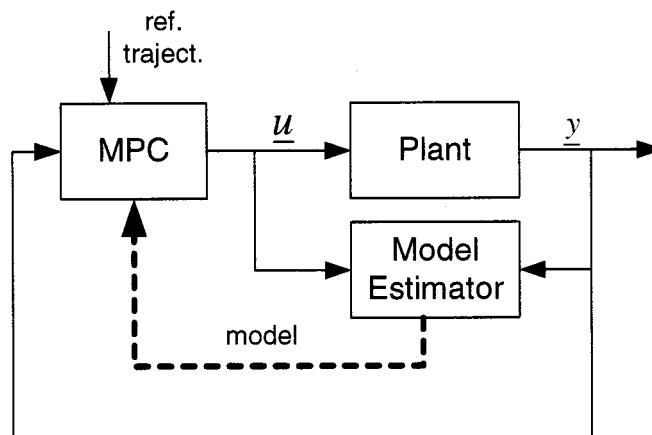 ref.
traject.
MPC
u
Plant
y
Model
Estimator
model